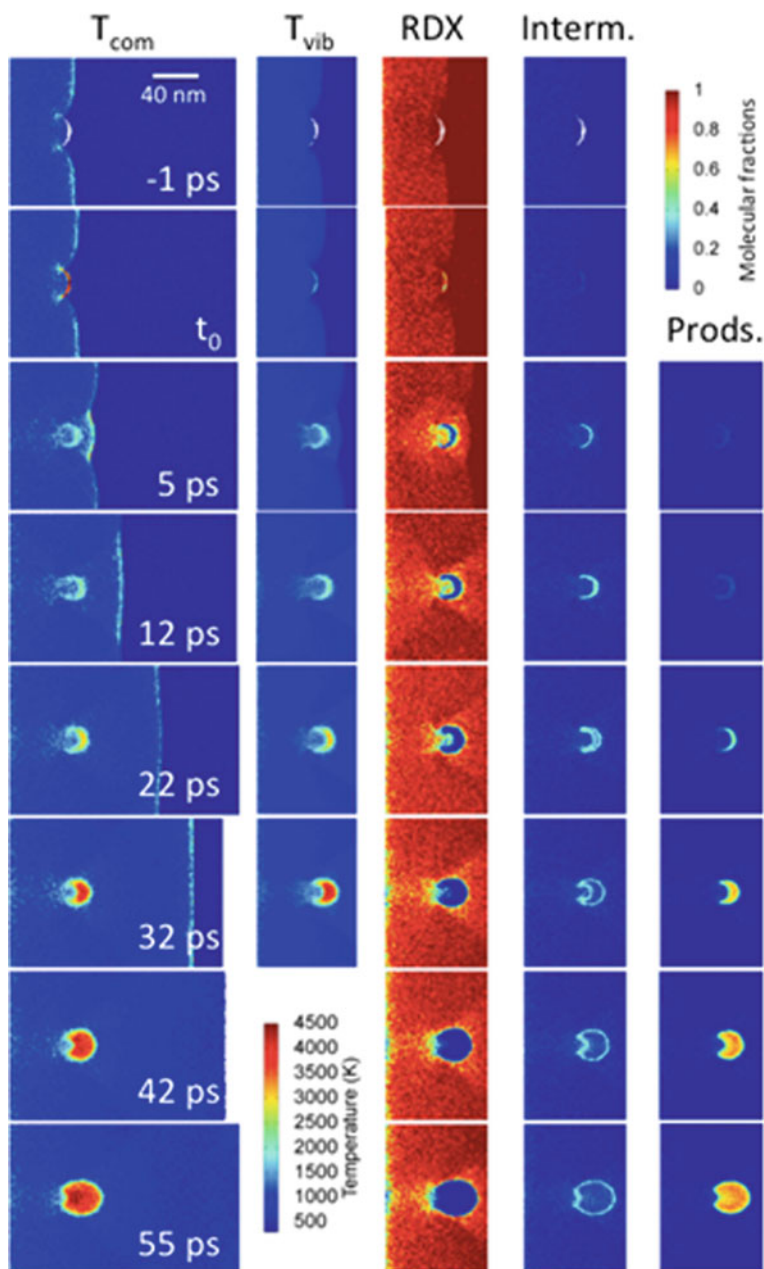 T_com T_vib RDX Interm.
40 nm
-1 ps
1
0.8
0.6
0.4
0.2
0
Molecular fractions
t_0
Prods.
5 ps
12 ps
22 ps
32 ps
42 ps
4500
4000
3500
3000
2500
2000
1500
1000
500
Temperature (K)
55 ps